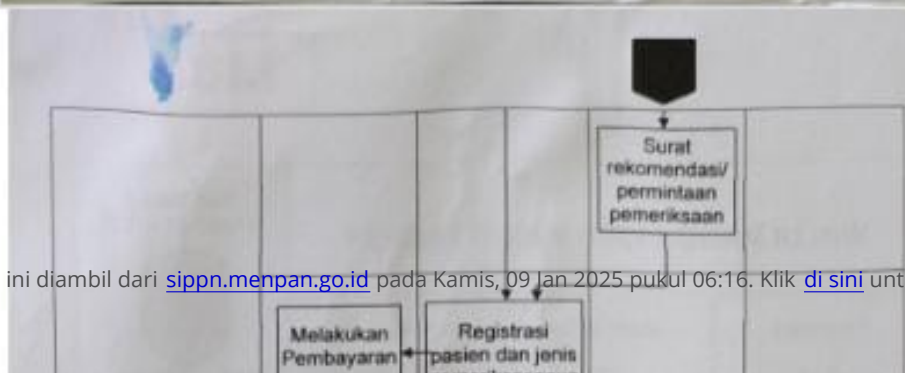 Surat
rekomendasi/
permintaan
pemeriksaan
ini diambil dari sippn.menpan.go.id pada Kamis, 09 Jan 2025 pukul 06:16. Klik di sini unt
Melakukan
Pembayaran
Registrasi
pasien dan jenis